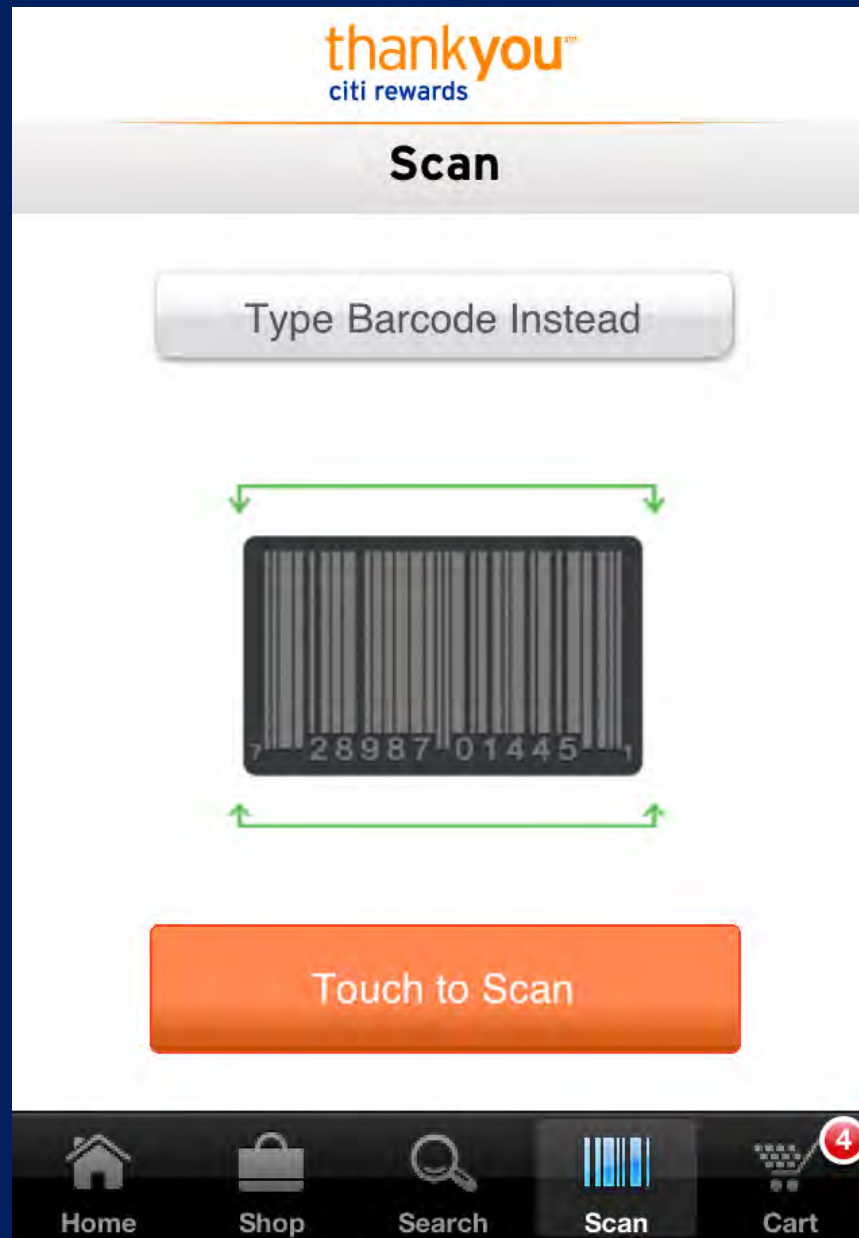 thankyou℠
citi rewards
Scan
Type Barcode Instead
7 28987 01445 1
Touch to Scan
4
Home Shop Search Scan Cart